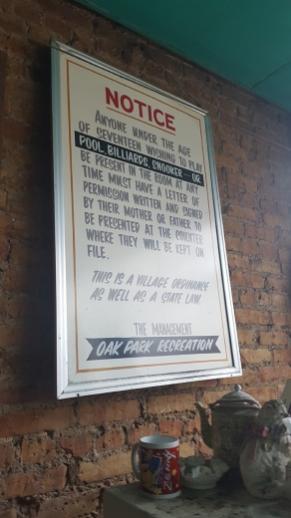 NOTICE
ANYONE UNDER THE AGE
OF SEVENTEEN WISHING TO PLAY
POOL, BILLIARDS, SNOOKER - OR
BE PRESENT IN THE ROOM AT ANY
TIME MUST HAVE A LETTER OF
PERMISSION WRITTEN AND SIGNED
BY THEIR MOTHER OR FATHER TO
BE PRESENTED AT THE COUNTER
WHERE THEY WILL BE KEPT ON
FILE.
THIS IS A VILLAGE ORDINANCE
AS WELL AS A STATE LAW.
THE MANAGEMENT
OAK PARK RECREATION